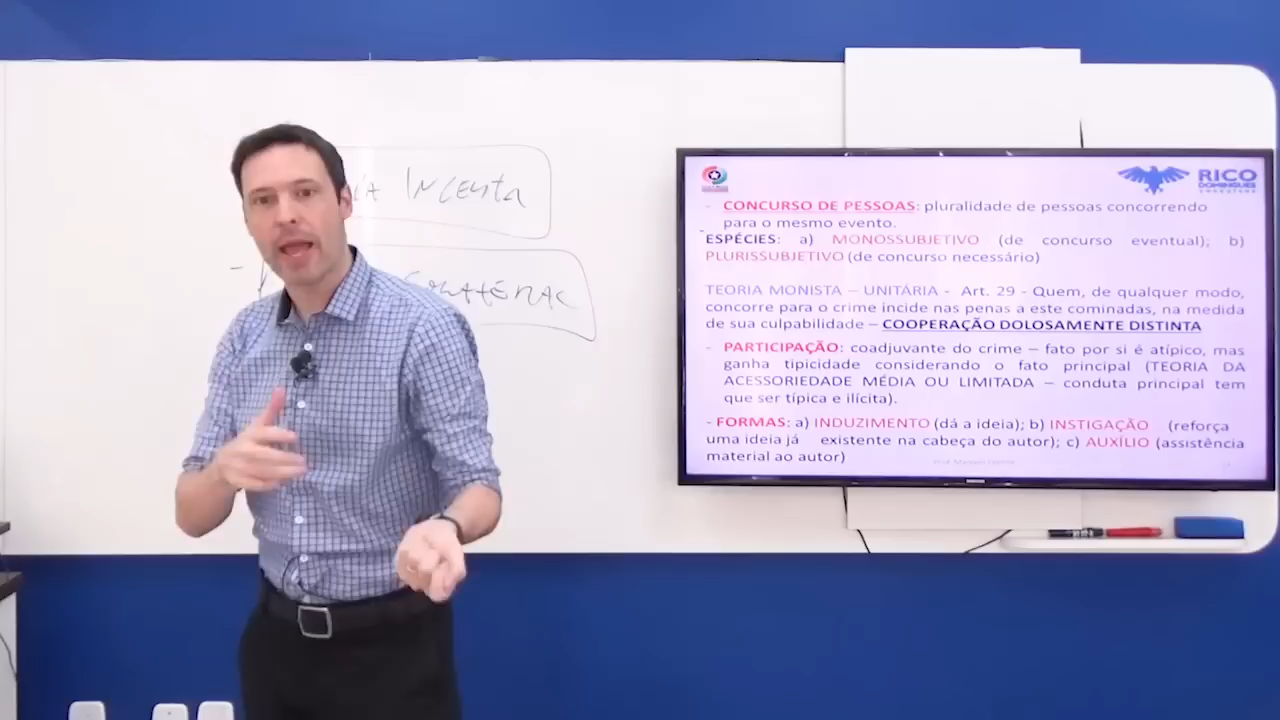 INCERTA
RICO
DOMINGUES
- CONCURSO DE PESSOAS: pluralidade de pessoas concorrendo
para o mesmo evento.
ESPÉCIES: a) MONOSSUBJETIVO (de concurso eventual); b)
PLURISSUBJETIVO (de concurso necessário)
TEORIA MONISTA – UNITÁRIA - Art. 29 - Quem, de qualquer modo,
concorre para o crime incide nas penas a este cominadas, na medida
de sua culpabilidade – COOPERAÇÃO DOLOSAMENTE DISTINTA
- PARTICIPAÇÃO: coadjuvante do crime – fato por si é atípico, mas
ganha tipicidade considerando o fato principal (TEORIA DA
ACESSORIEDADE MÉDIA OU LIMITADA – conduta principal tem
que ser típica e ilícita).
- FORMAS: a) INDUZIMENTO (dá a ideia); b) INSTIGAÇÃO (reforça
uma ideia já existente na cabeça do autor); c) AUXÍLIO (assistência
material ao autor)